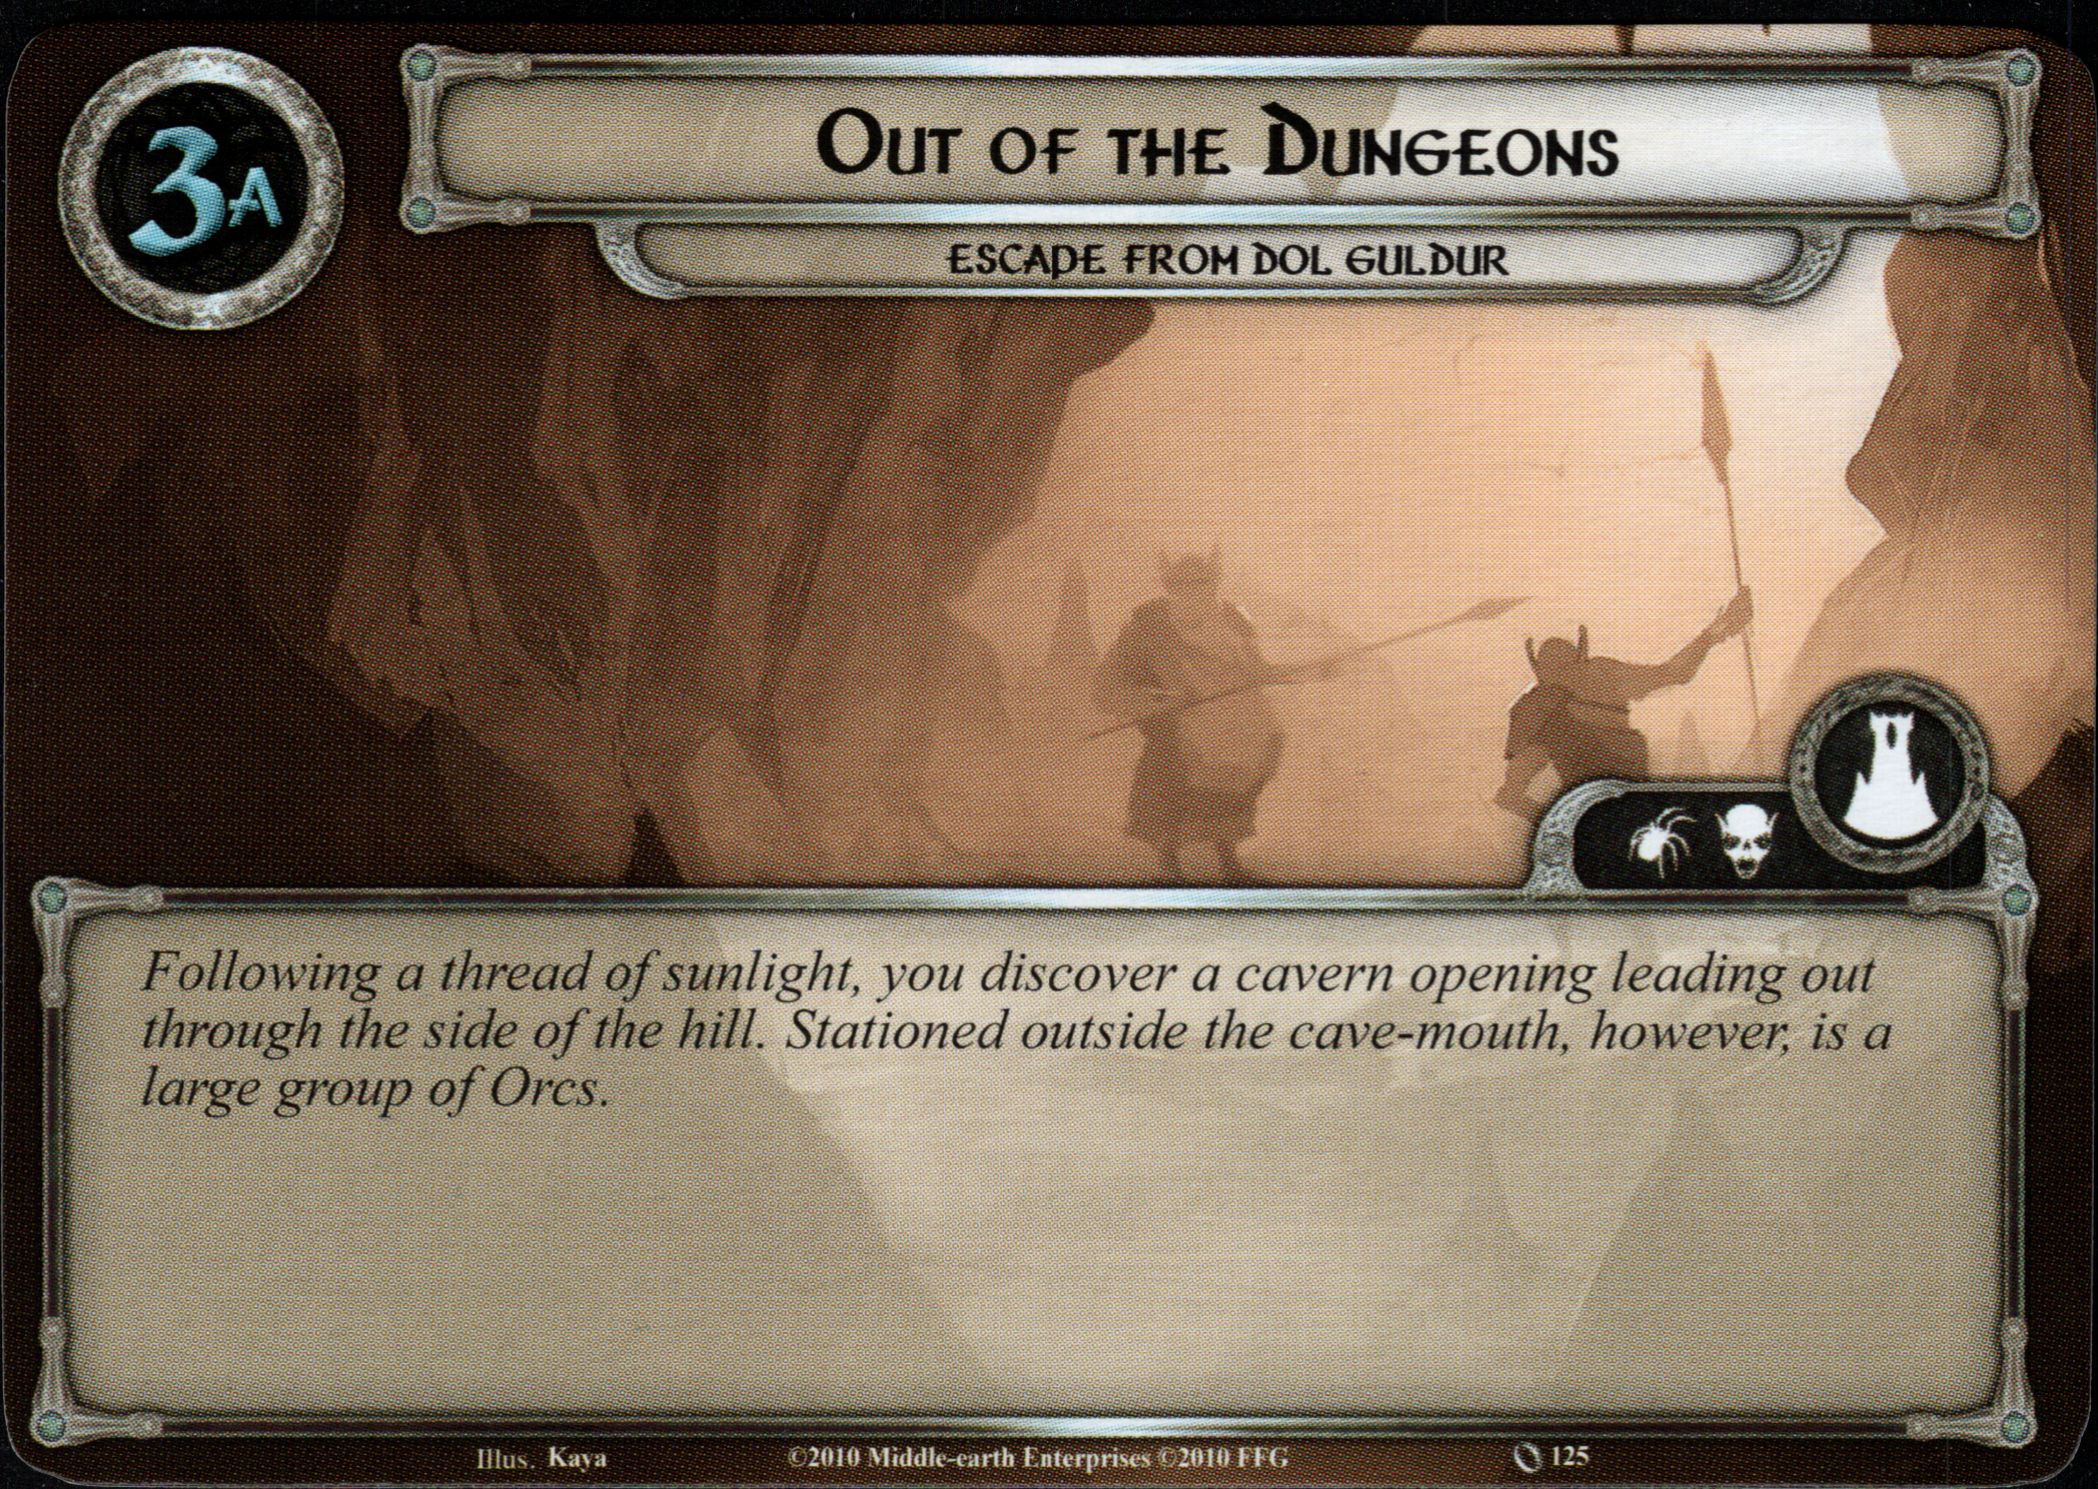 3A
OUT OF THE DUNGEONS
ESCAPE FROM DOL GULDUR
Following a thread of sunlight, you discover a cavern opening leading out
through the side of the hill. Stationed outside the cave-mouth, however, is a
large group of Orcs.
Illus. Kaya ©2010 Middle-earth Enterprises ©2010 FFG 125